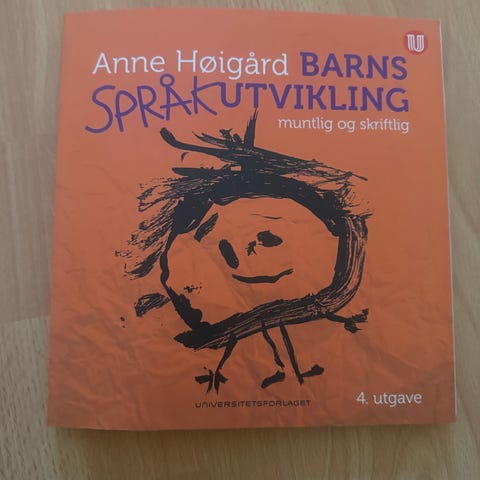 Anne Høigård BARNS
SPRÅKUTVIKLING
muntlig og skriftlig
UNIVERSITETSFORLAGET
4. utgave